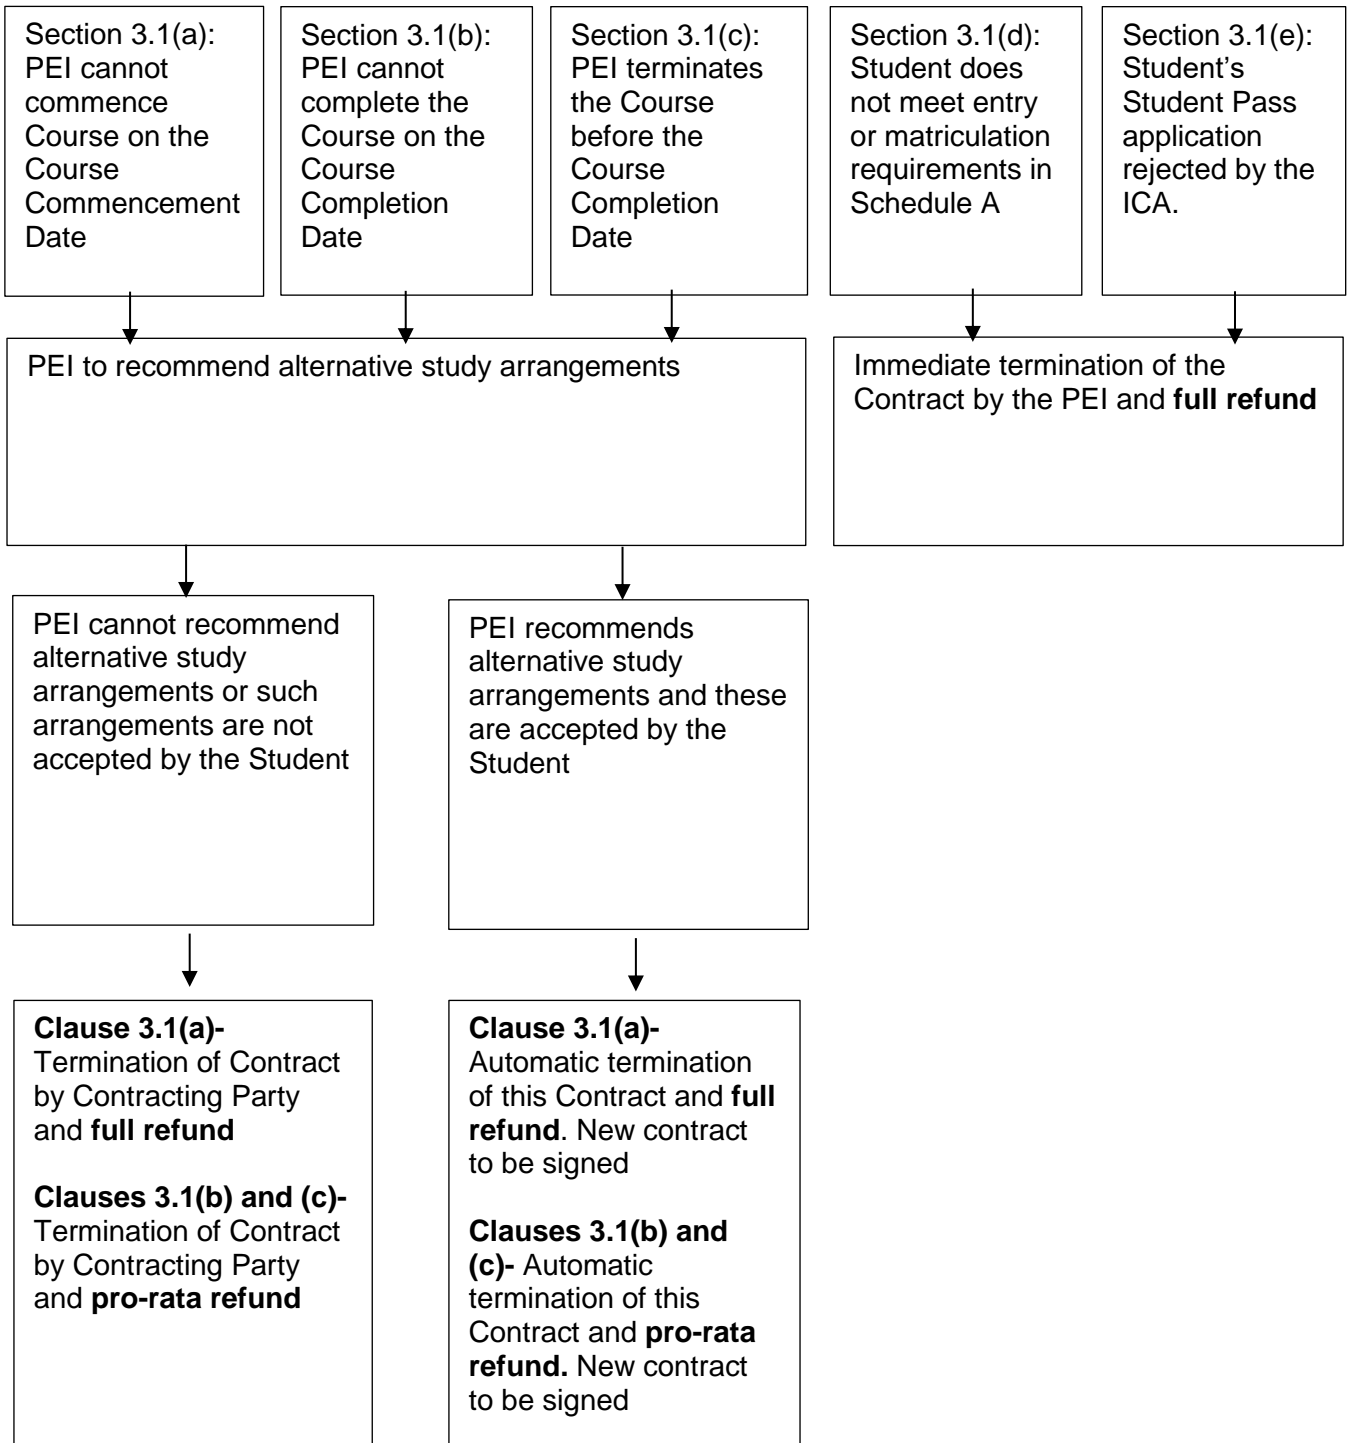 Section 3.1(a):
PEI cannot
commence
Course on the
Course
Commencement
Date
Section 3.1(b):
PEI cannot
complete the
Course on the
Course
Completion
Date
Section 3.1(c):
PEI terminates
the Course
before the
Course
Completion
Date
Section 3.1(d):
Student does
not meet entry
or matriculation
requirements in
Schedule A
Section 3.1(e):
Student’s
Student Pass
application
rejected by the
ICA.
PEI to recommend alternative study arrangements
Immediate termination of the
Contract by the PEI and full refund
PEI cannot recommend
alternative study
arrangements or such
arrangements are not
accepted by the Student
PEI recommends
alternative study
arrangements and these
are accepted by the
Student
Clause 3.1(a)-
Termination of Contract
by Contracting Party
and full refund
Clauses 3.1(b) and (c)-
Termination of Contract
by Contracting Party
and pro-rata refund
Clause 3.1(a)-
Automatic termination
of this Contract and full
refund. New contract
to be signed
Clauses 3.1(b) and
(c)- Automatic
termination of this
Contract and pro-rata
refund. New contract
to be signed